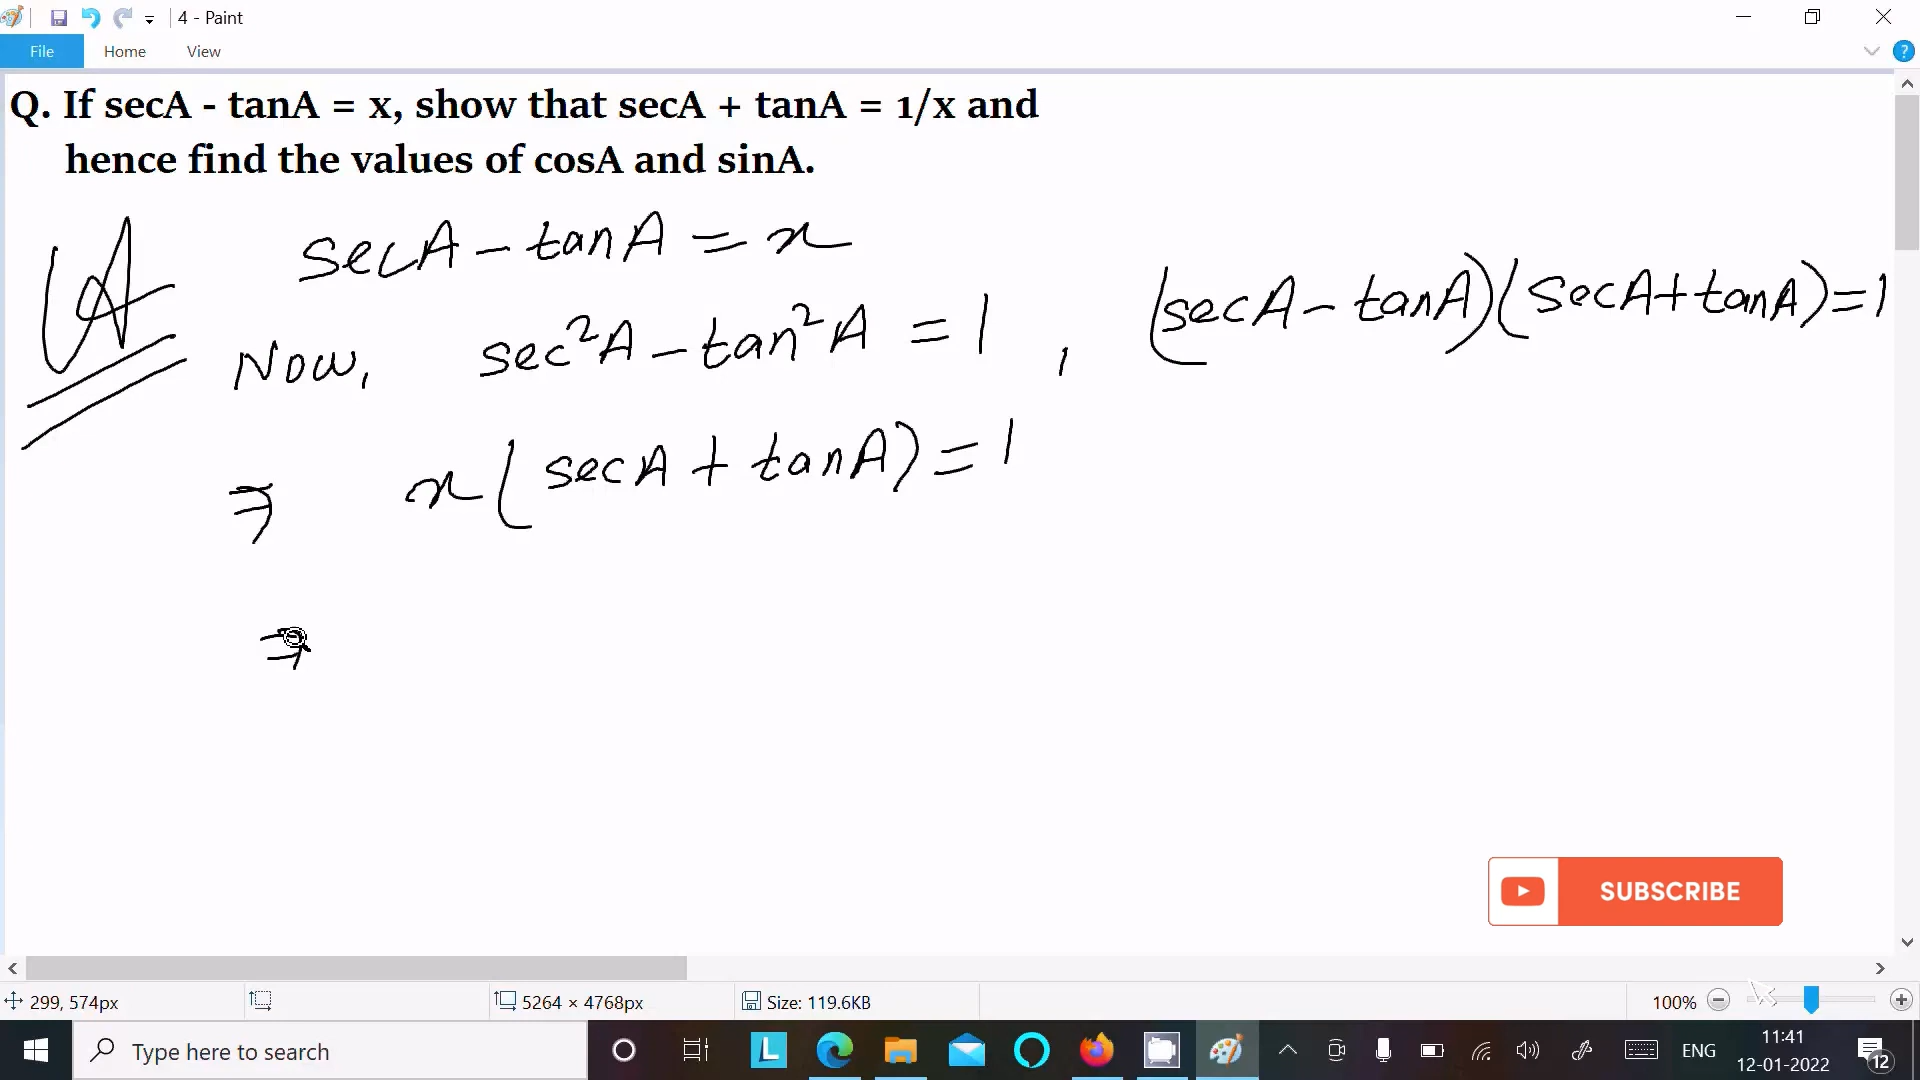 4 - Paint
File Home View
Q. If secA - tanA = x, show that secA + tanA = 1/x and
hence find the values of cosA and sinA.
A
secA - tanA = x
Now, sec²A - tan²A = 1 , (secA - tanA)(secA + tanA) = 1
⇒ x(secA + tanA) = 1
⇒
SUBSCRIBE
299, 574px 5264 × 4768px Size: 119.6KB 100%
Type here to search
L
ENG
11:41
12-01-2022
12